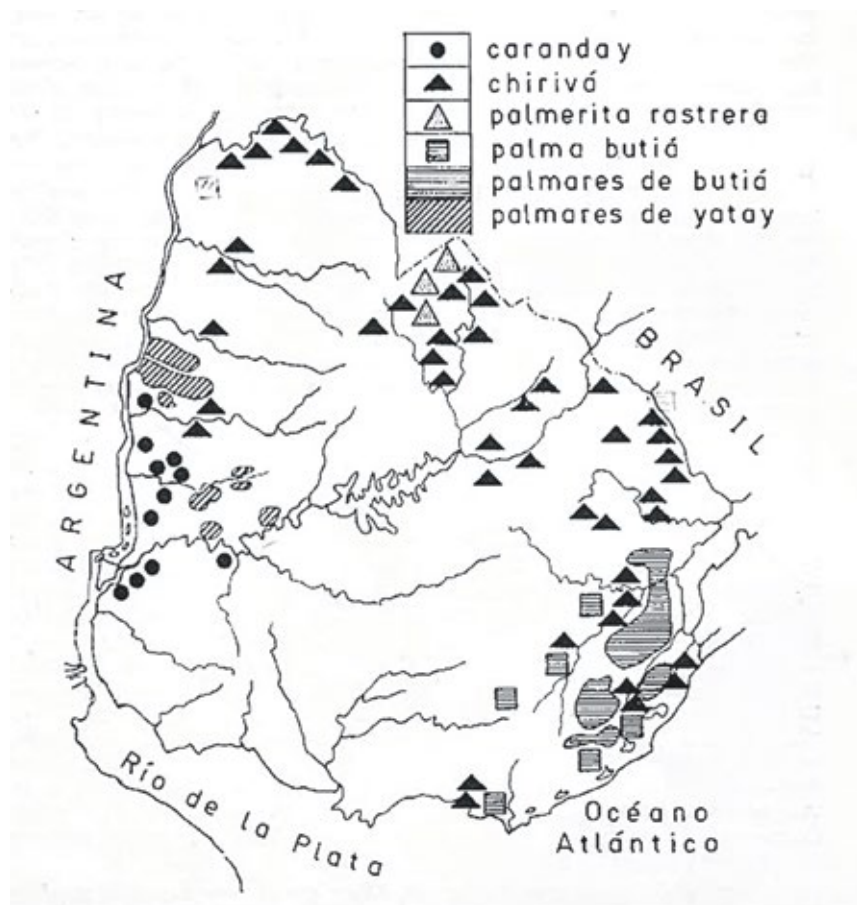 caranday
chirivá
palmerita rastrera
palma butiá
palmares de butiá
palmares de yatay
ARGENTINA
BRASIL
Río de la Plata
Océano
Atlántico